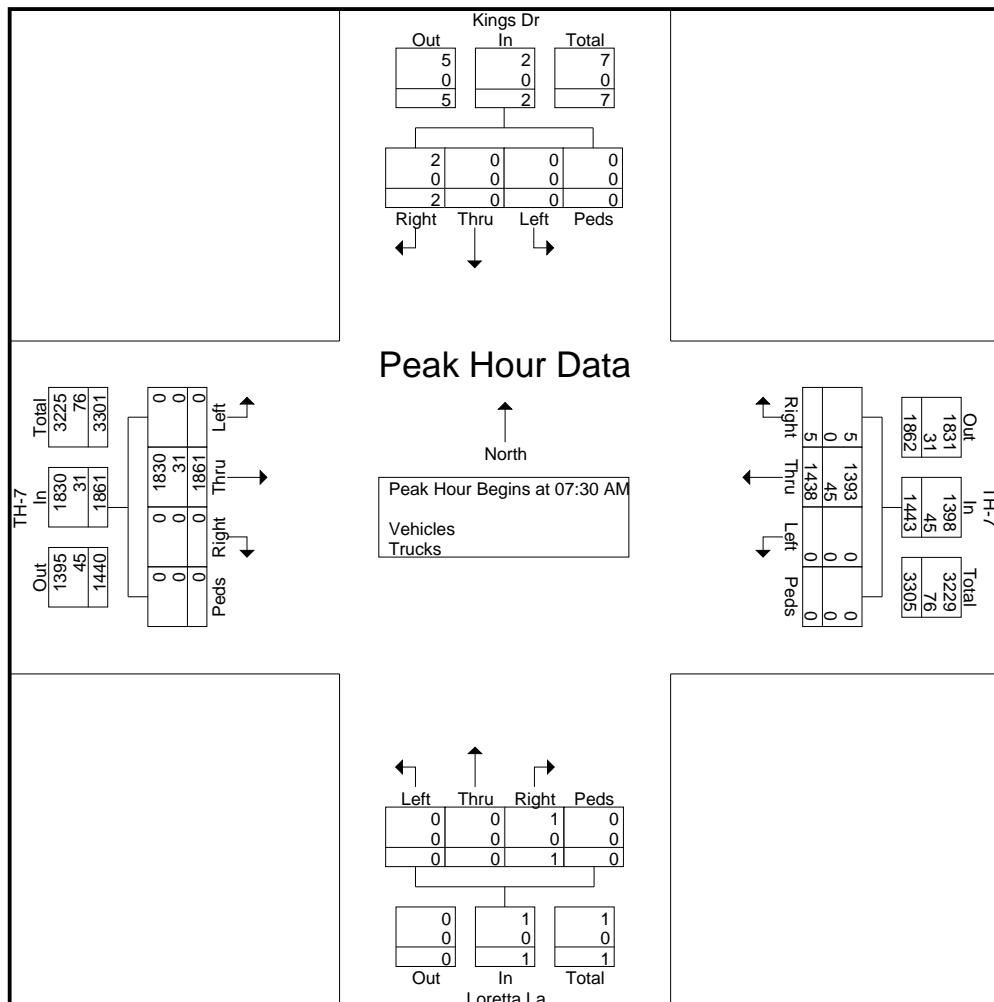 Kings Dr
Out In Total
5 2 7
0 0 0
5 2 7
2 0 0 0
0 0 0 0
2 0 0 0
Right Thru Left Peds
Peak Hour Data
North
Peak Hour Begins at 07:30 AM
Vehicles
Trucks
TH-7
Total In Out
3225 1830 1395
76 31 45
3301 1861 1440
0 1830 0 0
0 31 0 0
0 1861 0 0
Left Thru Right Peds
TH-7
Out In Total
1831 1398 3229
31 45 76
1862 1443 3305
5 1393 0 0
0 45 0 0
5 1438 0 0
Right Thru Left Peds
Left Thru Right Peds
0 0 1 0
0 0 0 0
0 0 1 0
0 1 1
0 0 0
0 1 1
Out In Total
Loretta La